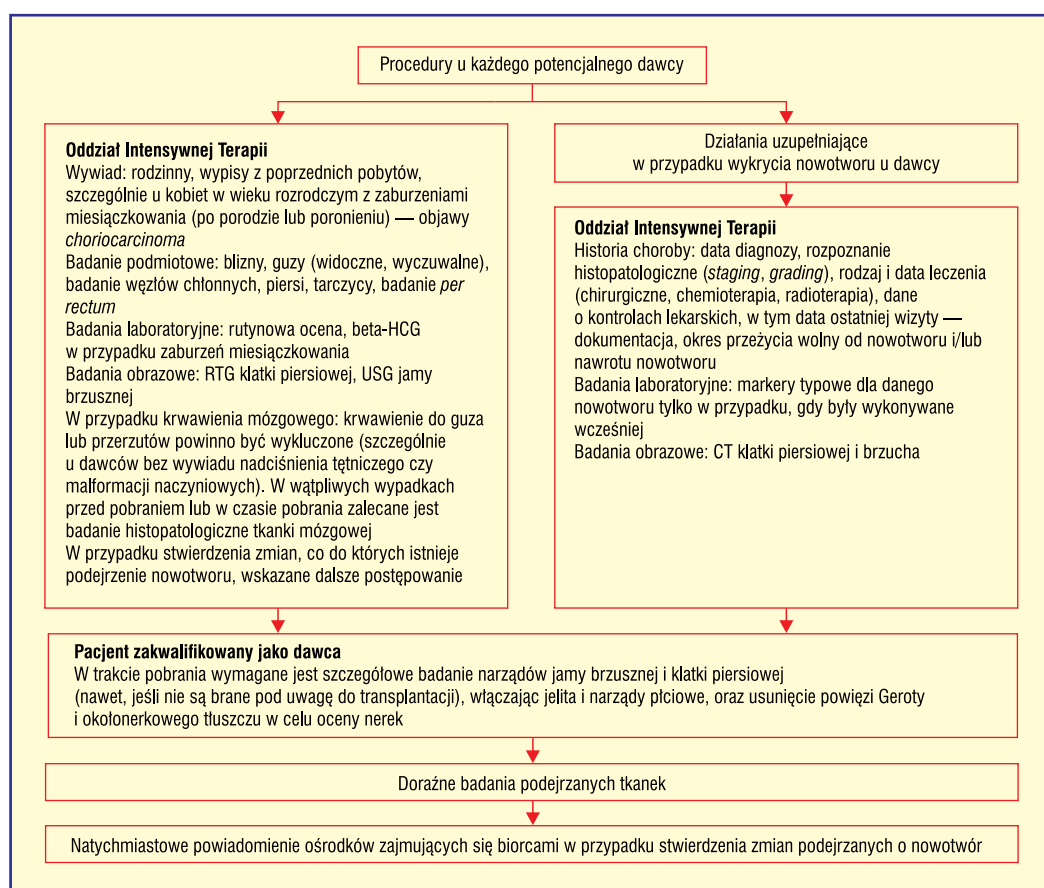 Procedury u każdego potencjalnego dawcy
Oddział Intensywnej Terapii
Wywiad: rodzinny, wypisy z poprzednich pobytów,
szczególnie u kobiet w wieku rozrodczym z zaburzeniami
miesiączkowania (po porodzie lub poronieniu) — objawy
choriocarcinoma
Badanie podmiotowe: blizny, guzy (widoczne, wyczuwalne),
badanie węzłów chłonnych, piersi, tarczycy, badanie per
rectum
Badania laboratoryjne: rutynowa ocena, beta-HCG
w przypadku zaburzeń miesiączkowania
Badania obrazowe: RTG klatki piersiowej, USG jamy
brzusznej
W przypadku krwawienia mózgowego: krwawienie do guza
lub przerzutów powinno być wykluczone (szczególnie
u dawców bez wywiadu nadciśnienia tętniczego czy
malformacji naczyniowych). W wątpliwych wypadkach
przed pobraniem lub w czasie pobrania zalecane jest
badanie histopatologiczne tkanki mózgowej
W przypadku stwierdzenia zmian, co do których istnieje
podejrzenie nowotworu, wskazane dalsze postępowanie
Działania uzupełniające
w przypadku wykrycia nowotworu u dawcy
Oddział Intensywnej Terapii
Historia choroby: data diagnozy, rozpoznanie
histopatologiczne (staging, grading), rodzaj i data leczenia
(chirurgiczne, chemioterapia, radioterapia), dane
o kontrolach lekarskich, w tym data ostatniej wizyty —
dokumentacja, okres przeżycia wolny od nowotworu i/lub
nawrotu nowotworu
Badania laboratoryjne: markery typowe dla danego
nowotworu tylko w przypadku, gdy były wykonywane
wcześniej
Badania obrazowe: CT klatki piersiowej i brzucha
Pacjent zakwalifikowany jako dawca
W trakcie pobrania wymagane jest szczegółowe badanie narządów jamy brzusznej i klatki piersiowej
(nawet, jeśli nie są brane pod uwagę do transplantacji), włączając jelita i narządy płciowe, oraz usunięcie powięzi Geroty
i okołonerkowego tłuszczu w celu oceny nerek
Doraźne badania podejrzanych tkanek
Natychmiastowe powiadomienie ośrodków zajmujących się biorcami w przypadku stwierdzenia zmian podejrzanych o nowotwór